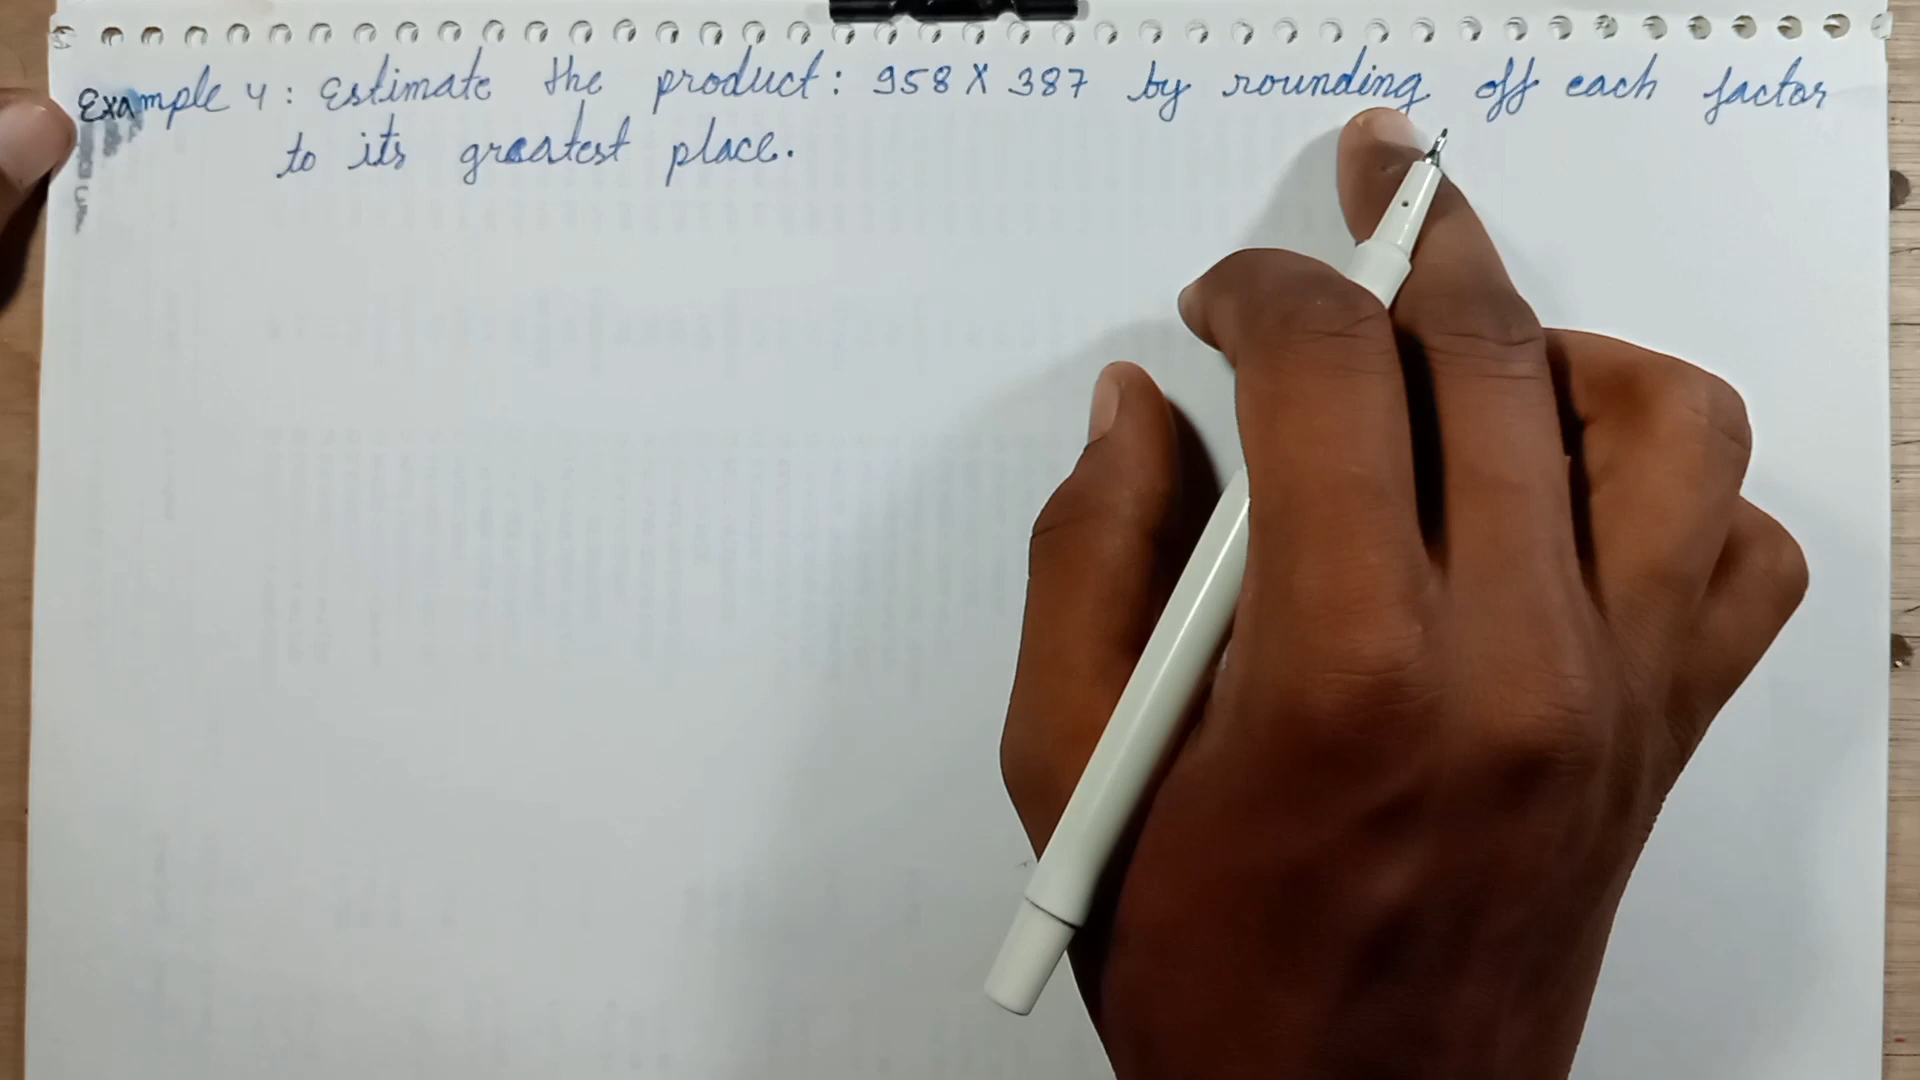 Example 4: Estimate the product: 958 X 387 by rounding off each factor
to its greatest place.